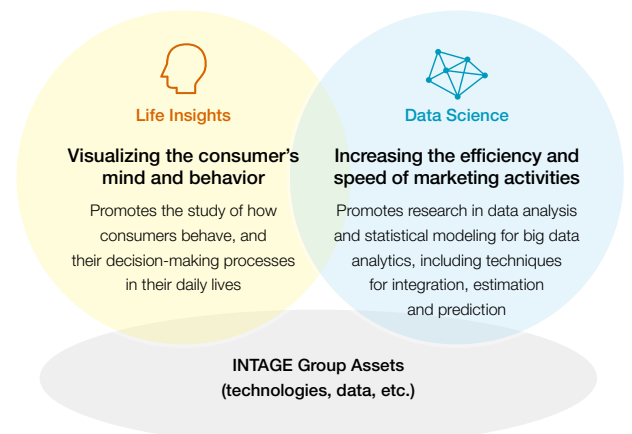 Life Insights
Visualizing the consumer's
mind and behavior
Promotes the study of how
consumers behave, and
their decision-making processes
in their daily lives
Data Science
Increasing the efficiency and
speed of marketing activities
Promotes research in data analysis
and statistical modeling for big data
analytics, including techniques
for integration, estimation
and prediction
INTAGE Group Assets
(technologies, data, etc.)